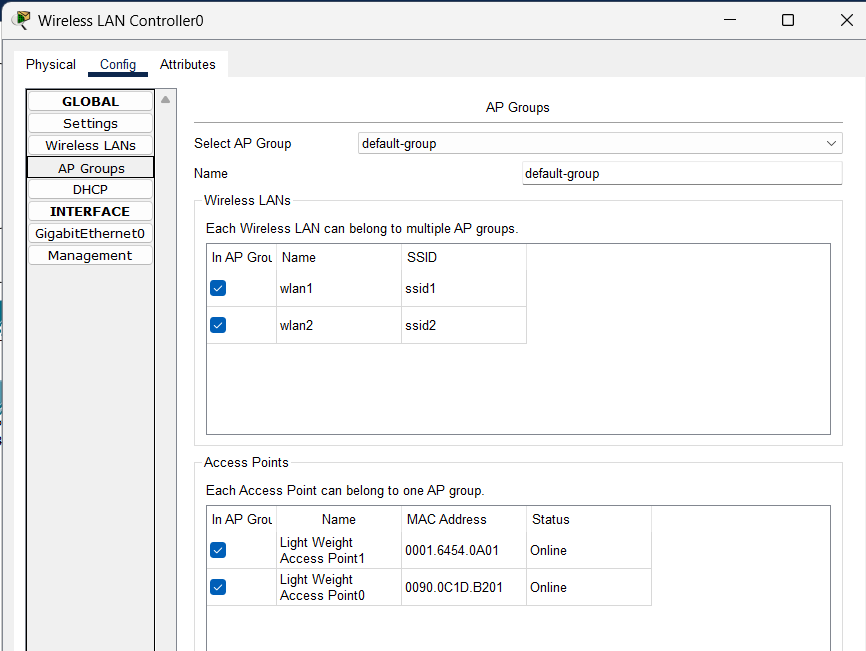 Wireless LAN Controller0
Physical Config Attributes
GLOBAL
Settings
Wireless LANs
AP Groups
DHCP
INTERFACE
GigabitEthernet0
Management
AP Groups
Select AP Group default-group
Name default-group
Wireless LANs
Each Wireless LAN can belong to multiple AP groups.
In AP Grou Name SSID
wlan1 ssid1
wlan2 ssid2
Access Points
Each Access Point can belong to one AP group.
In AP Grou Name MAC Address Status
Light Weight
Access Point1 0001.6454.0A01 Online
Light Weight
Access Point0 0090.0C1D.B201 Online